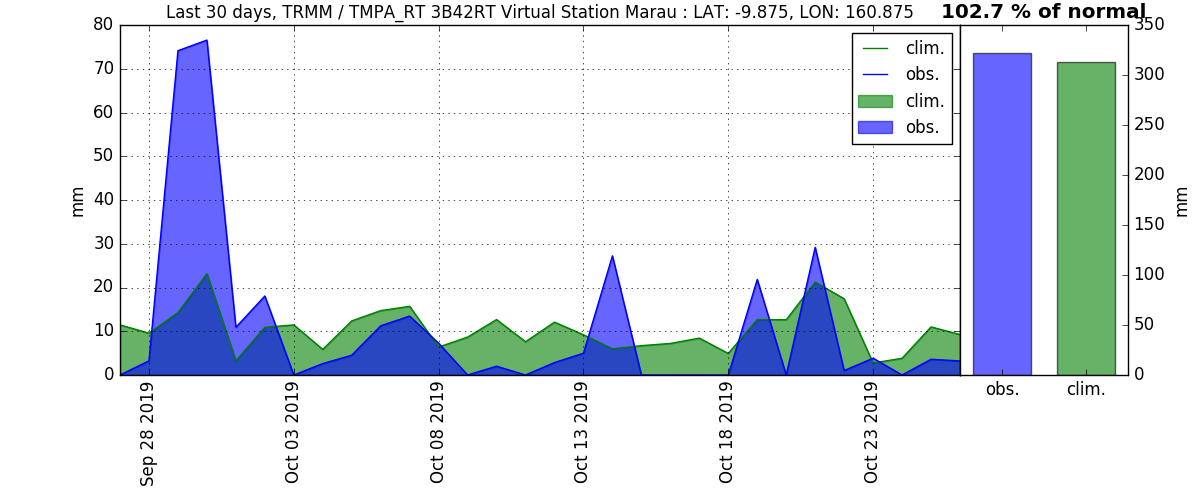 Last 30 days, TRMM / TMPA_RT 3B42RT Virtual Station Marau : LAT: -9.875, LON: 160.875
102.7 % of normal
80
70
60
50
40
30
20
10
0
mm
clim.
obs.
clim.
obs.
350
300
250
200
150
100
50
0
mm
obs.
clim.
Sep 28 2019
Oct 03 2019
Oct 08 2019
Oct 13 2019
Oct 18 2019
Oct 23 2019